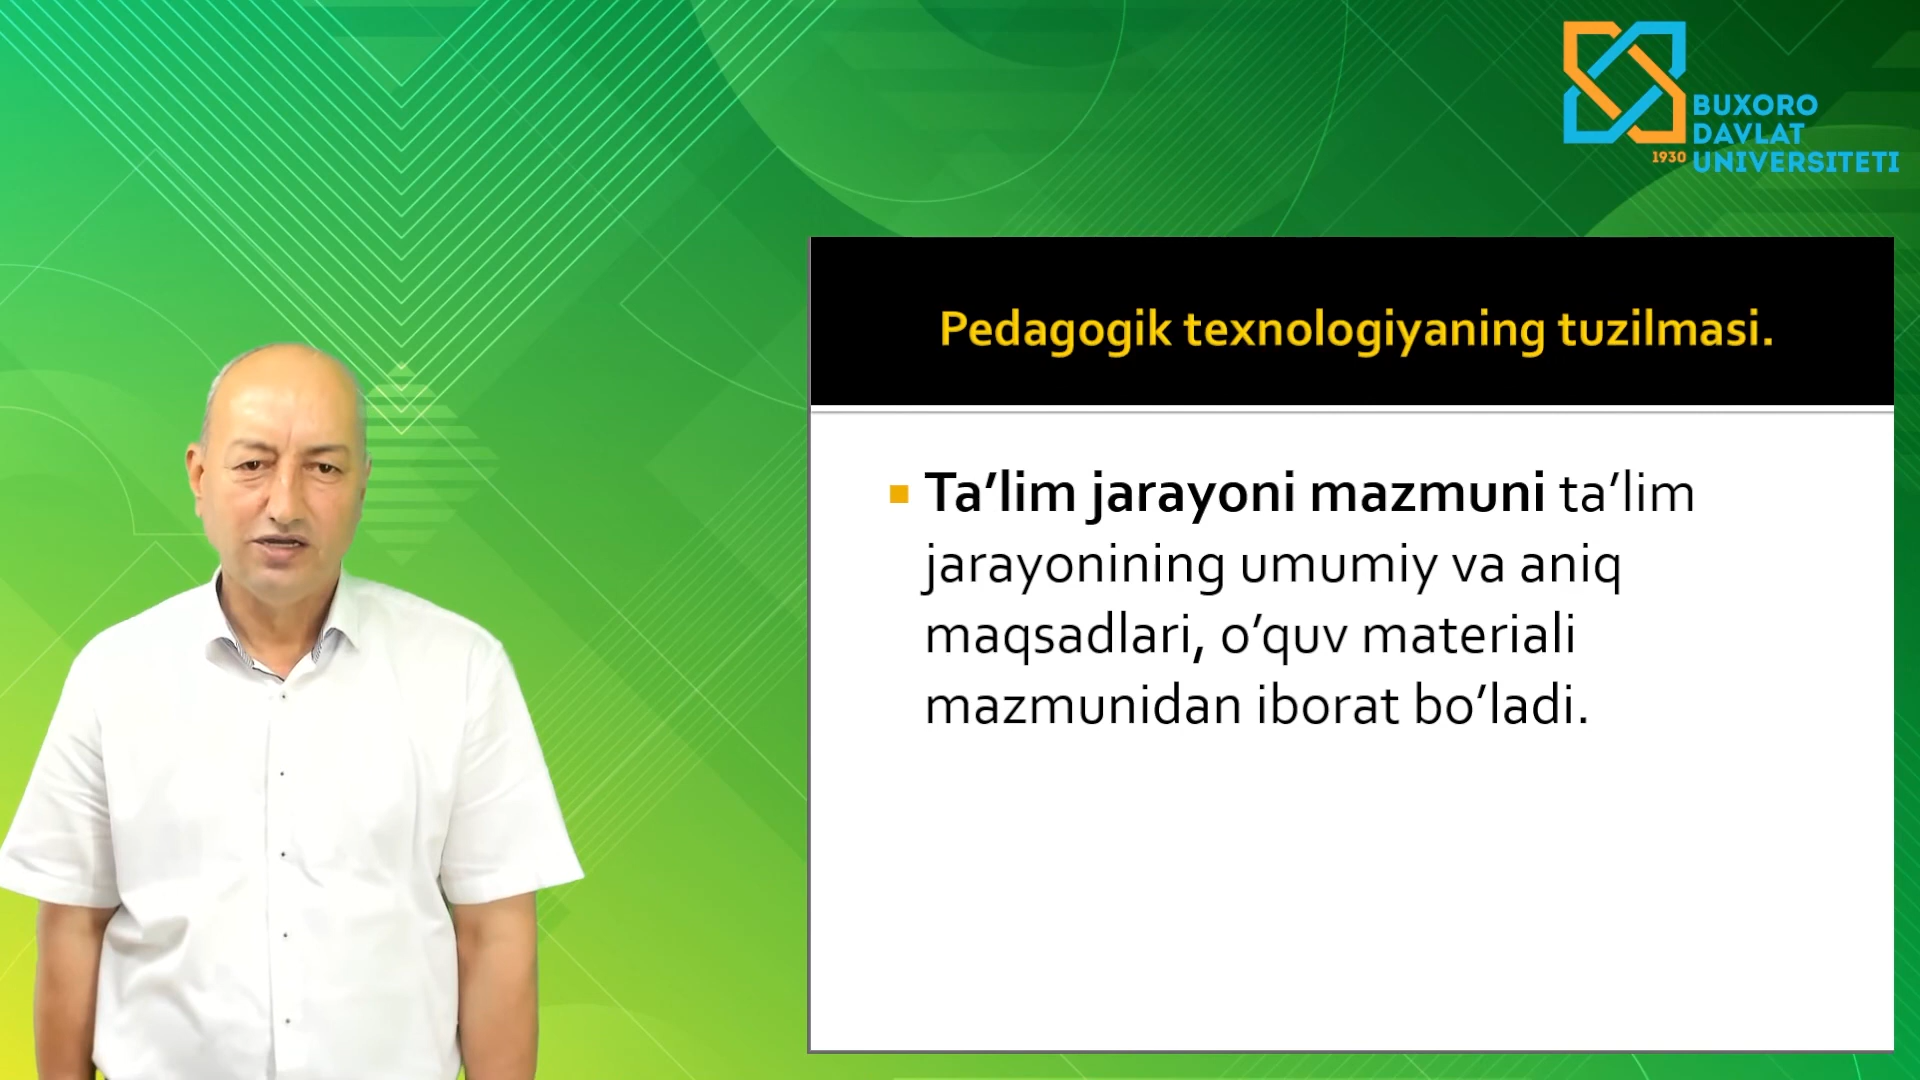 BUXORO
DAVLAT
1930 UNIVERSITETI
Pedagogik texnologiyaning tuzilmasi.
Ta’lim jarayoni mazmuni ta’lim
jarayonining umumiy va aniq
maqsadlari, o’quv materiali
mazmunidan iborat bo’ladi.